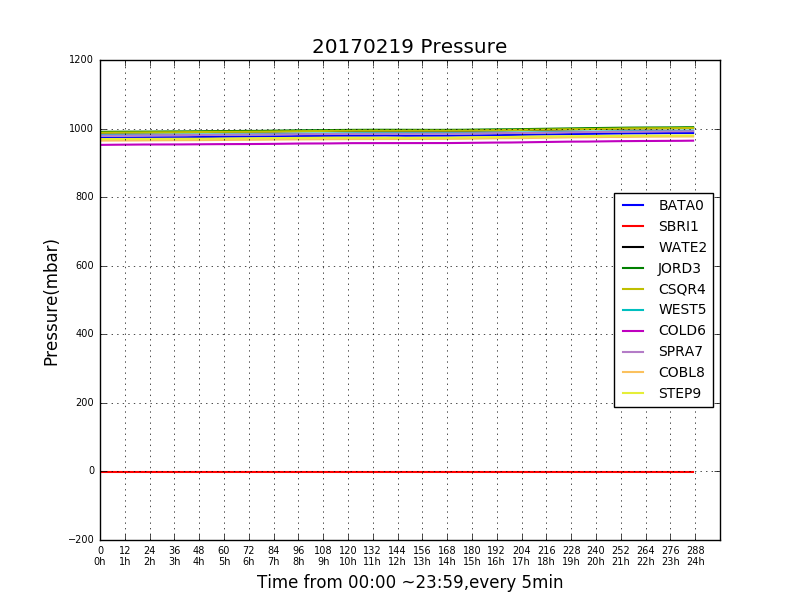 20170219 Pressure
1200
1000
800
600
400
200
0
−200
Pressure(mbar)
BATA0
SBRI1
WATE2
JORD3
CSQR4
WEST5
COLD6
SPRA7
COBL8
STEP9
0 12 24 36 48 60 72 84 96 108 120 132 144 156 168 180 192 204 216 228 240 252 264 276 288
0h 1h 2h 3h 4h 5h 6h 7h 8h 9h 10h 11h 12h 13h 14h 15h 16h 17h 18h 19h 20h 21h 22h 23h 24h
Time from 00:00 ~23:59,every 5min